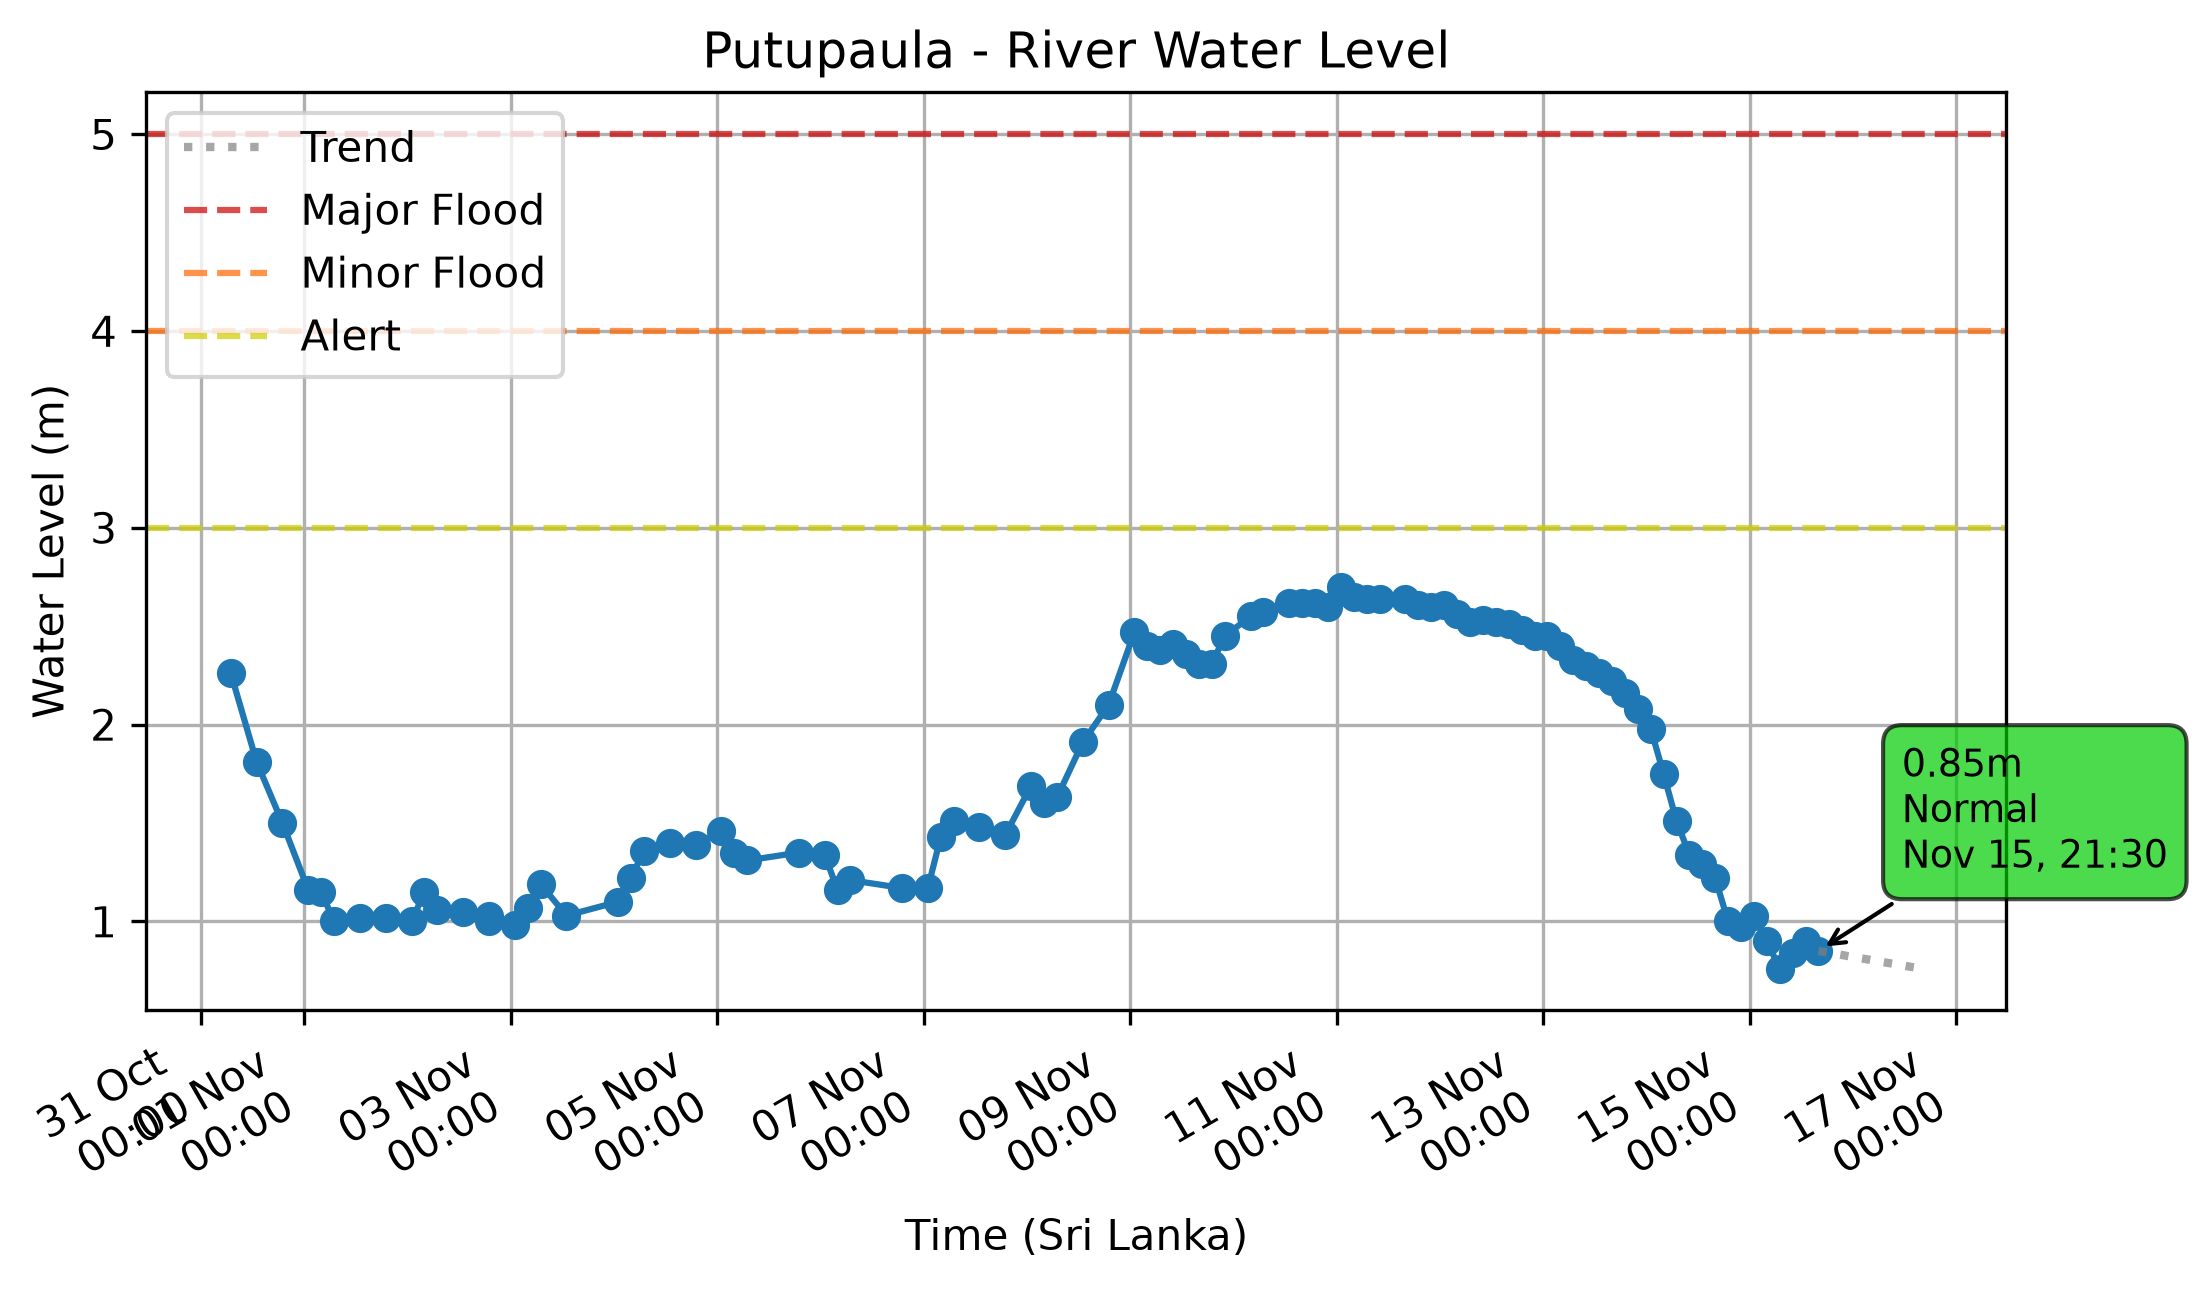 Putupaula - River Water Level
Trend
Major Flood
Minor Flood
Alert
5
4
3
2
1
Water Level (m)
0.85m
Normal
Nov 15, 21:30
31 Oct
00:00
01 Nov
00:00
03 Nov
00:00
05 Nov
00:00
07 Nov
00:00
09 Nov
00:00
11 Nov
00:00
13 Nov
00:00
15 Nov
00:00
17 Nov
00:00
Time (Sri Lanka)